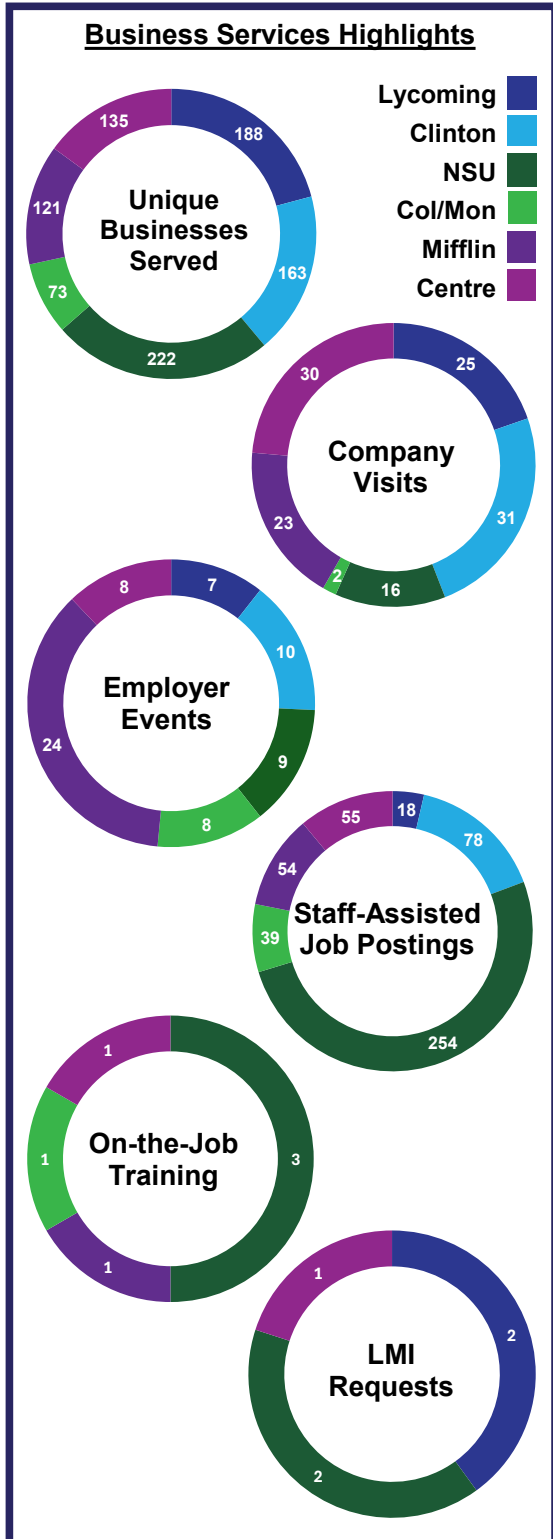 Business Services Highlights
Lycoming
Clinton
NSU
Col/Mon
Mifflin
Centre
135
188
121
Unique
Businesses
Served
163
73
222
30
25
Company
Visits
23
31
2
16
8
7
10
Employer
Events
24
9
8
55
18
78
54
Staff-Assisted
Job Postings
39
254
1
On-the-Job
Training
1
3
1
1
2
LMI
Requests
2